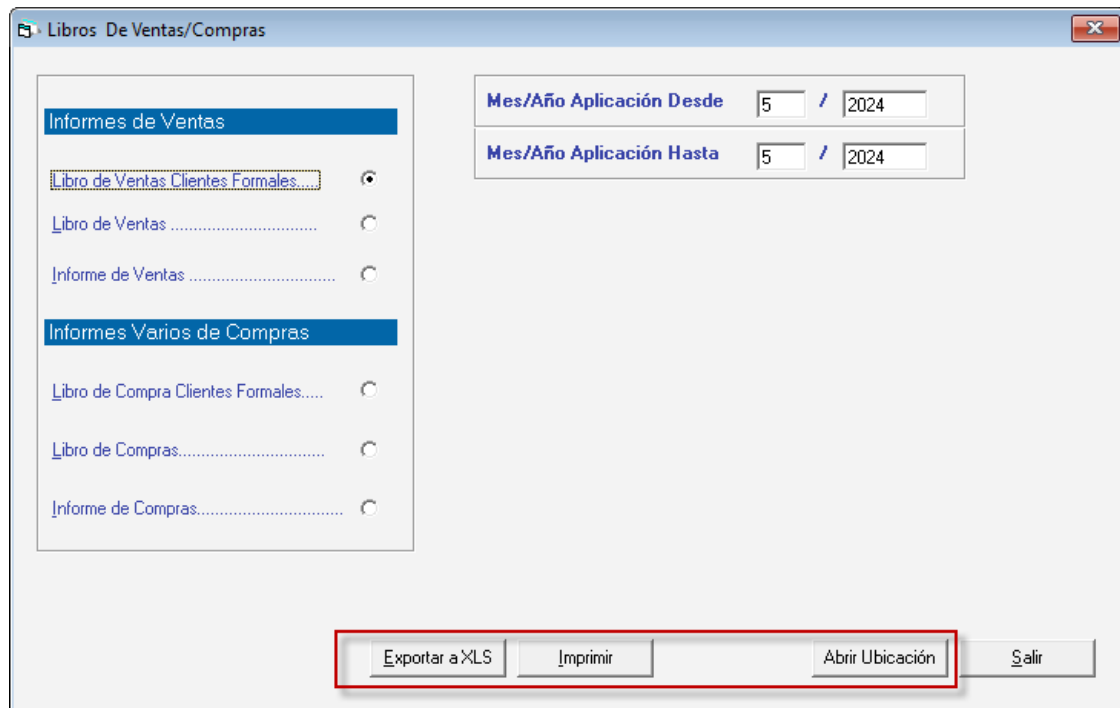 Libros De Ventas/Compras
Informes de Ventas
Libro de Ventas Clientes Formales.....
Libro de Ventas ................................
Informe de Ventas ................................
Informes Varios de Compras
Libro de Compra Clientes Formales.....
Libro de Compras................................
Informe de Compras................................
Mes/Año Aplicación Desde 5 / 2024
Mes/Año Aplicación Hasta 5 / 2024
Exportar a XLS Imprimir Abrir Ubicación Salir